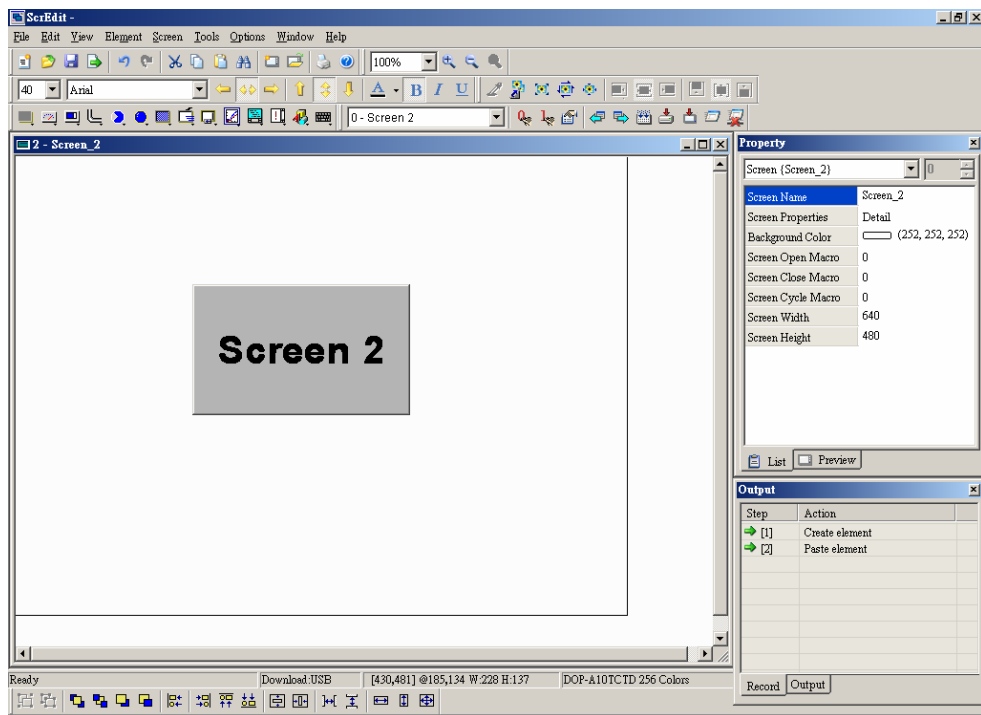 ScrEdit -
File Edit View Element Screen Tools Options Window Help
100%
40 Arial A B I U
0 - Screen 2
2 - Screen_2
Screen 2
Property
Screen {Screen_2} 0
Screen Name Screen_2
Screen Properties Detail
Background Color (252, 252, 252)
Screen Open Macro 0
Screen Close Macro 0
Screen Cycle Macro 0
Screen Width 640
Screen Height 480
List Preview
Output
Step Action
[1] Create element
[2] Paste element
Record Output
Ready Download:USB [430,481] @185,134 W:228 H:137 DOP-A10TCTD 256 Colors